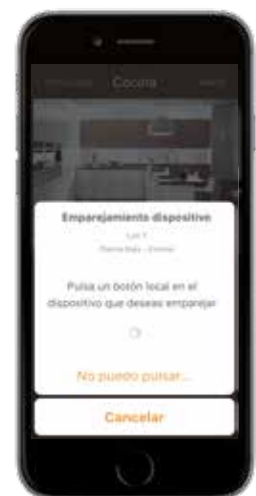 Cocina
Emparejamiento dispositivo
Pulsa un botón local en el
dispositivo que deseas emparejar
No puedo pulsar...
Cancelar